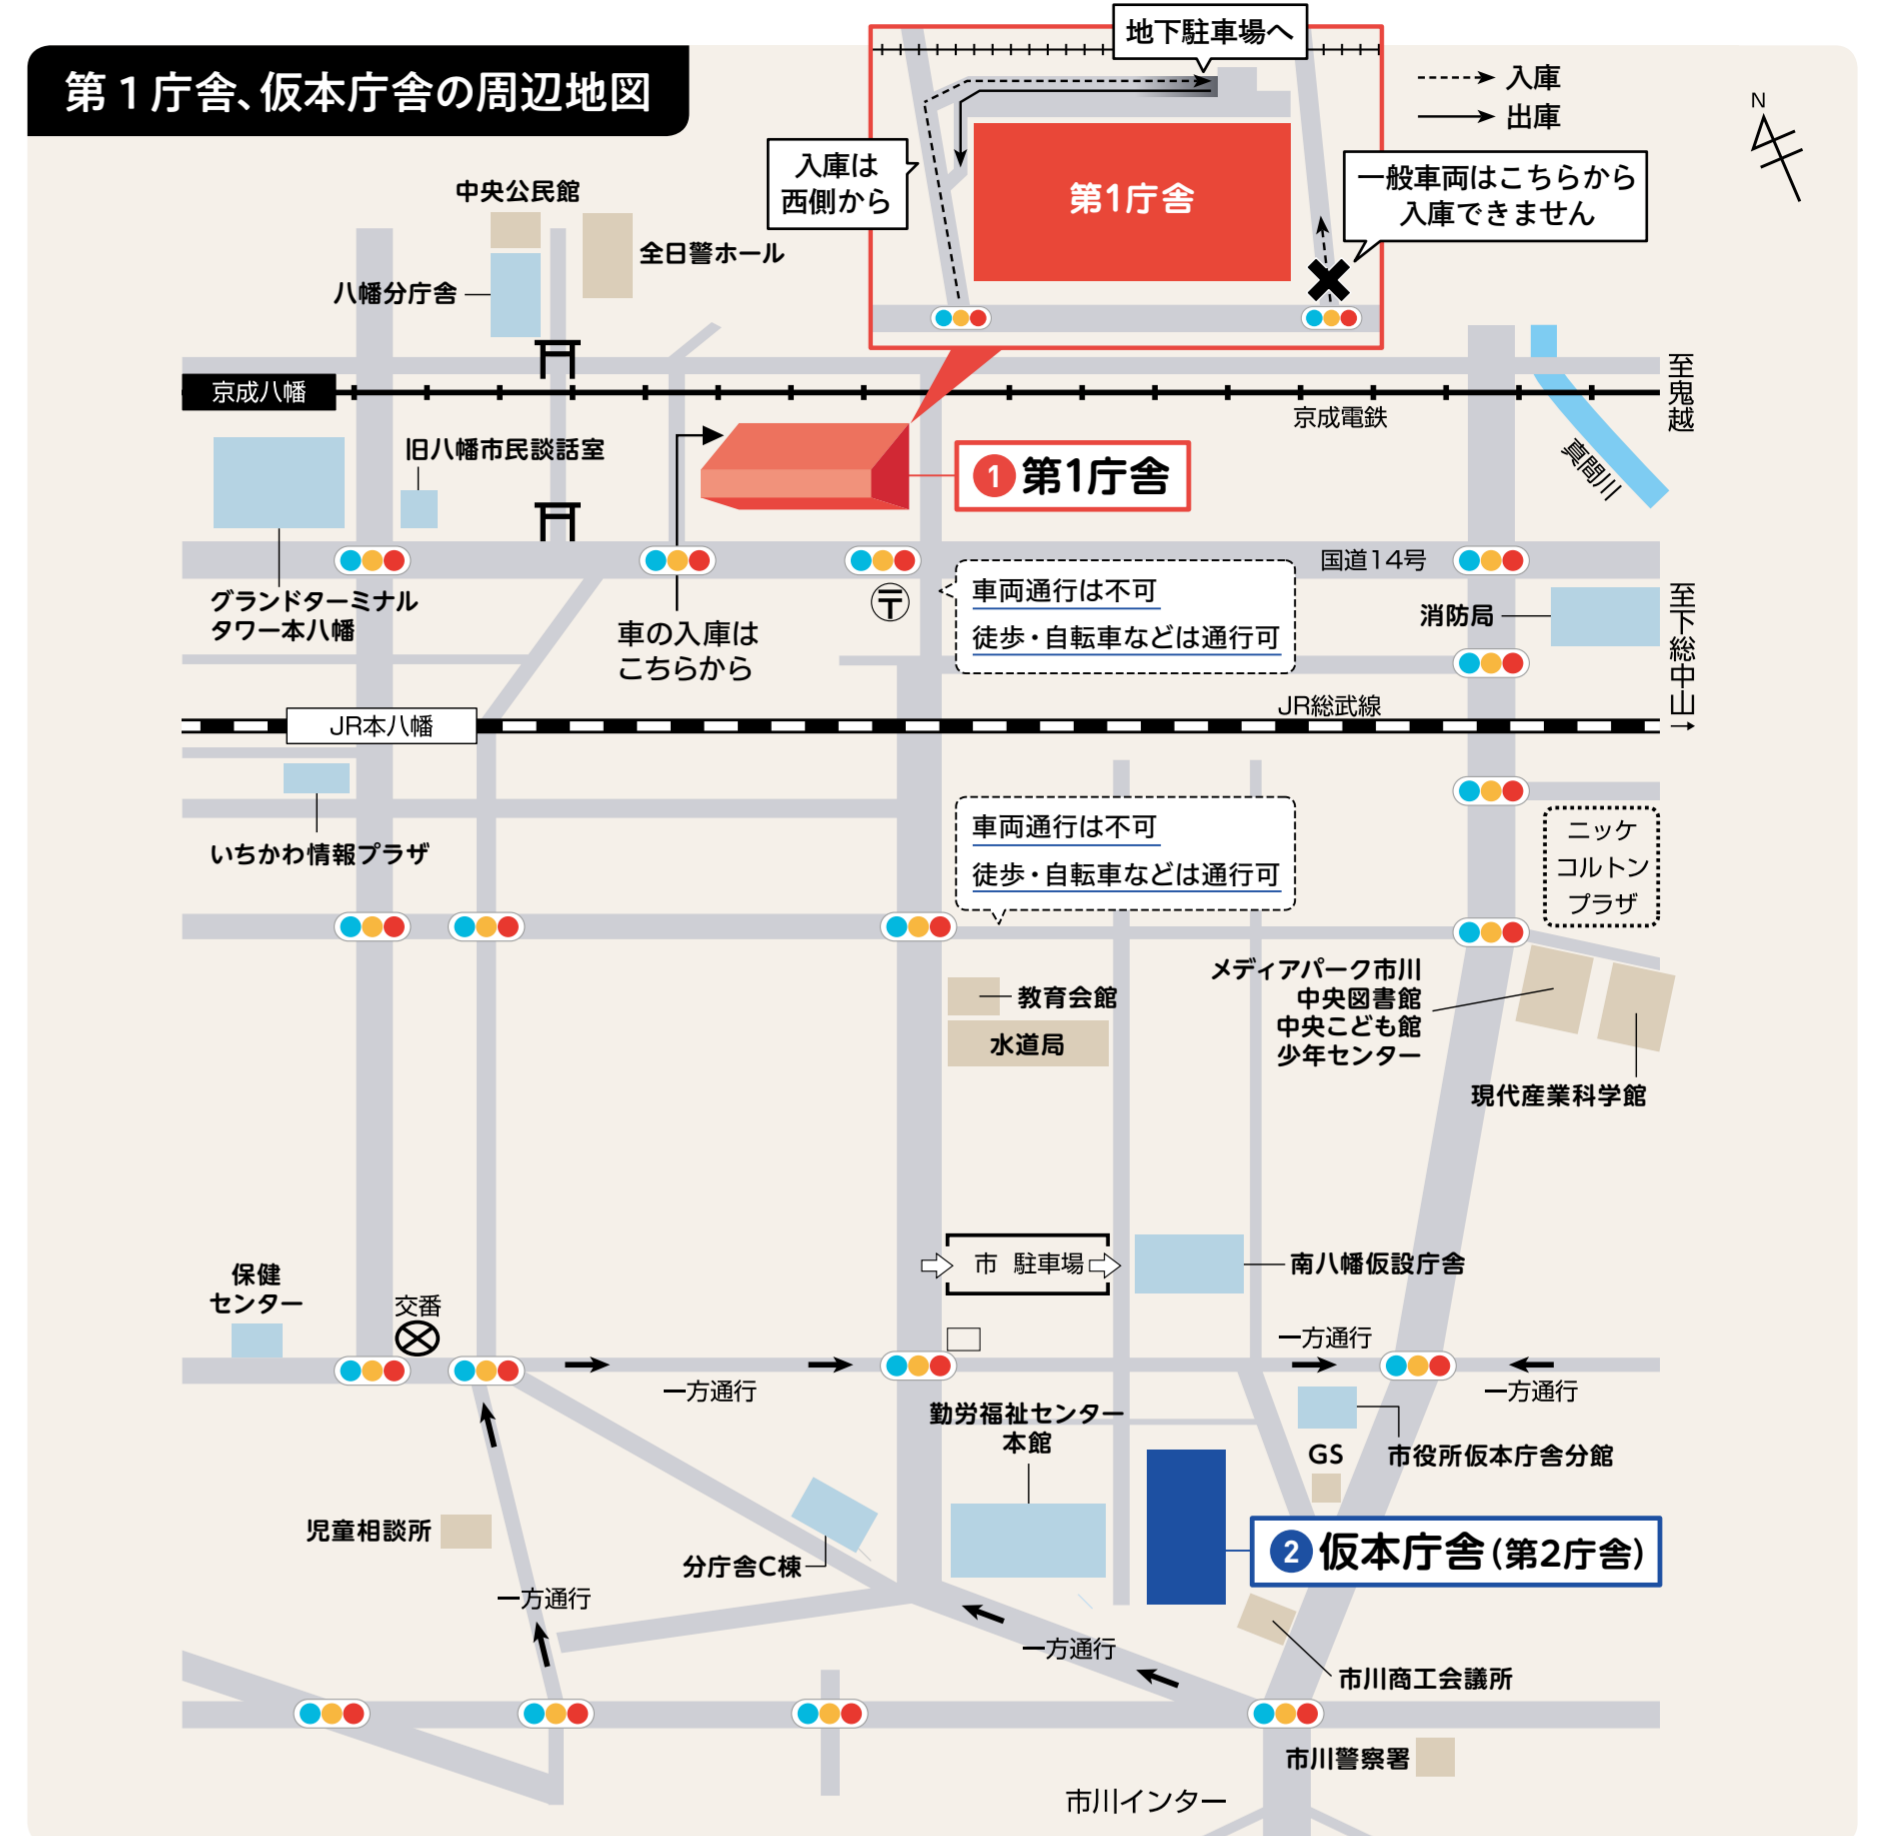 第1庁舎、仮本庁舎の周辺地図
地下駐車場へ
入庫
出庫
N
入庫は
西側から
第1庁舎
一般車両はこちらから
入庫できません
中央公民館
全日警ホール
八幡分庁舎
京成八幡
京成電鉄
至鬼越
真間川
旧八幡市民談話室
1 第1庁舎
国道14号
グランドターミナル
タワー本八幡
車の入庫は
こちらから
〒
車両通行は不可
徒歩・自転車などは通行可
消防局
至下総中山→
JR本八幡
JR総武線
いちかわ情報プラザ
車両通行は不可
徒歩・自転車などは通行可
ニッケ
コルトン
プラザ
教育会館
水道局
メディアパーク市川
中央図書館
中央こども館
少年センター
現代産業科学館
市 駐車場
南八幡仮設庁舎
保健
センター
交番
一方通行
一方通行
一方通行
勤労福祉センター
本館
GS
市役所仮本庁舎分館
児童相談所
分庁舎C棟
2 仮本庁舎(第2庁舎)
一方通行
一方通行
市川商工会議所
市川警察署
市川インター